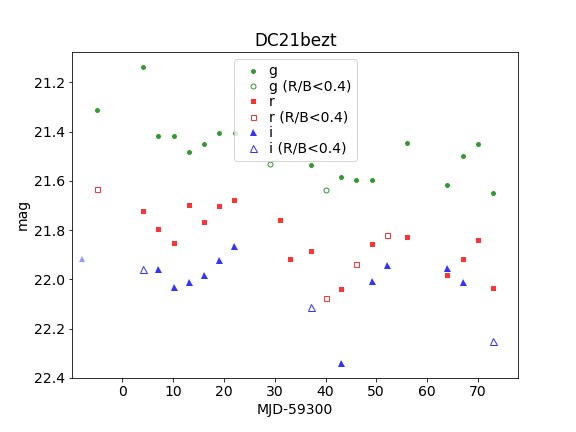 DC21bezt
g
g (R/B<0.4)
r
r (R/B<0.4)
i
i (R/B<0.4)
mag
21.2
21.4
21.6
21.8
22.0
22.2
22.4
0 10 20 30 40 50 60 70
MJD-59300